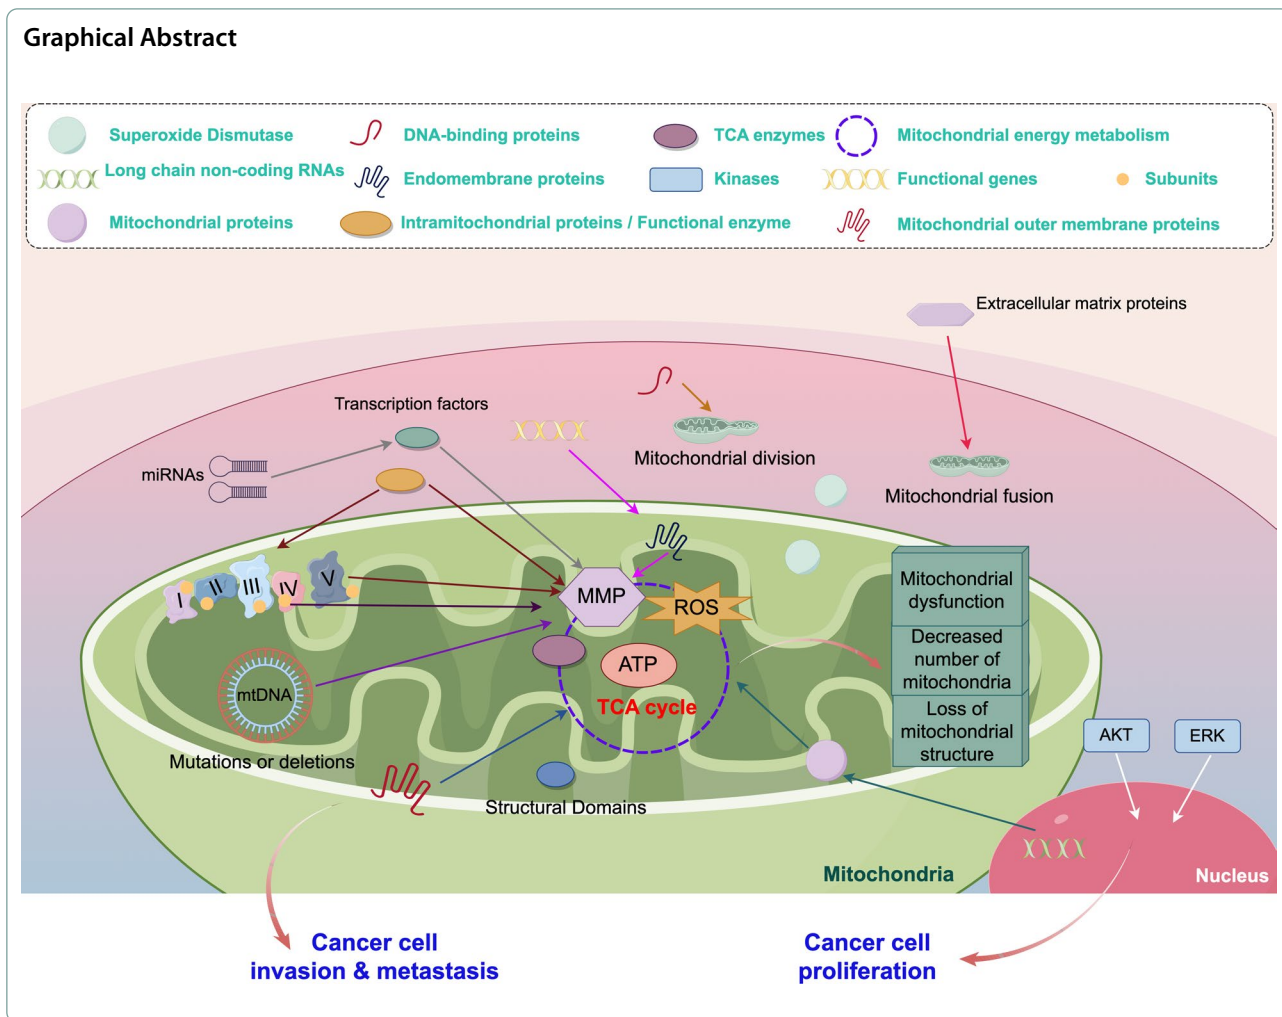 Graphical Abstract
Superoxide Dismutase
DNA-binding proteins
TCA enzymes
Mitochondrial energy metabolism
Long chain non-coding RNAs
Endomembrane proteins
Kinases
Functional genes
Subunits
Mitochondrial proteins
Intramitochondrial proteins / Functional enzyme
Mitochondrial outer membrane proteins
Extracellular matrix proteins
Transcription factors
miRNAs
Mitochondrial division
Mitochondrial fusion
I
II
III
IV
V
MMP
ROS
ATP
TCA cycle
mtDNA
Mutations or deletions
Structural Domains
Mitochondrial
dysfunction
Decreased
number of
mitochondria
Loss of
mitochondrial
structure
AKT
ERK
Mitochondria
Nucleus
Cancer cell
invasion & metastasis
Cancer cell
proliferation